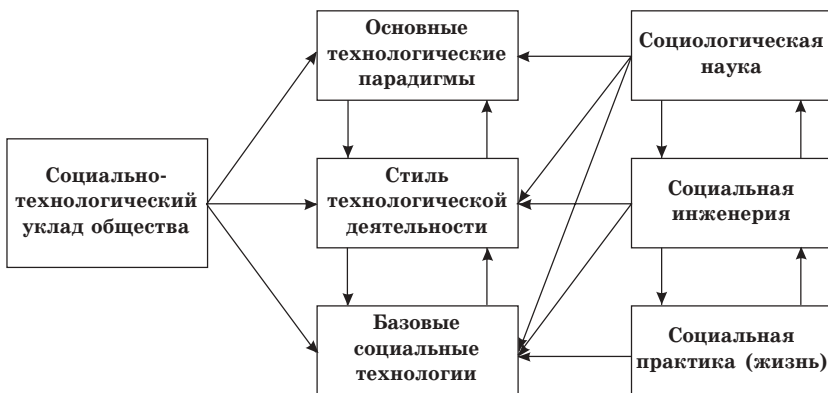 Основные
технологические
парадигмы
Социологическая
наука
Социально-
технологический
уклад общества
Стиль
технологической
деятельности
Социальная
инженерия
Базовые
социальные
технологии
Социальная
практика (жизнь)